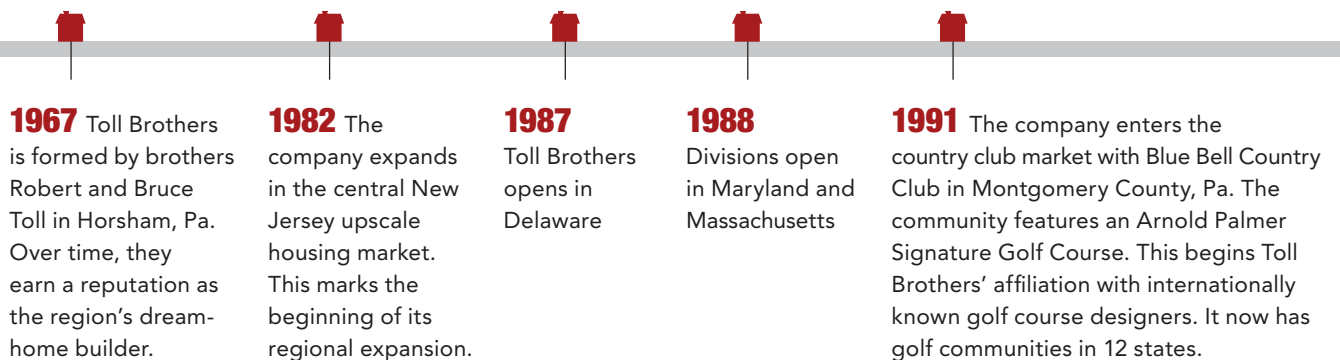 1967 Toll Brothers
is formed by brothers
Robert and Bruce
Toll in Horsham, Pa.
Over time, they
earn a reputation as
the region's dream-
home builder.
1982 The
company expands
in the central New
Jersey upscale
housing market.
This marks the
beginning of its
regional expansion.
1987
Toll Brothers
opens in
Delaware
1988
Divisions open
in Maryland and
Massachusetts
1991 The company enters the
country club market with Blue Bell Country
Club in Montgomery County, Pa. The
community features an Arnold Palmer
Signature Golf Course. This begins Toll
Brothers' affiliation with internationally
known golf course designers. It now has
golf communities in 12 states.